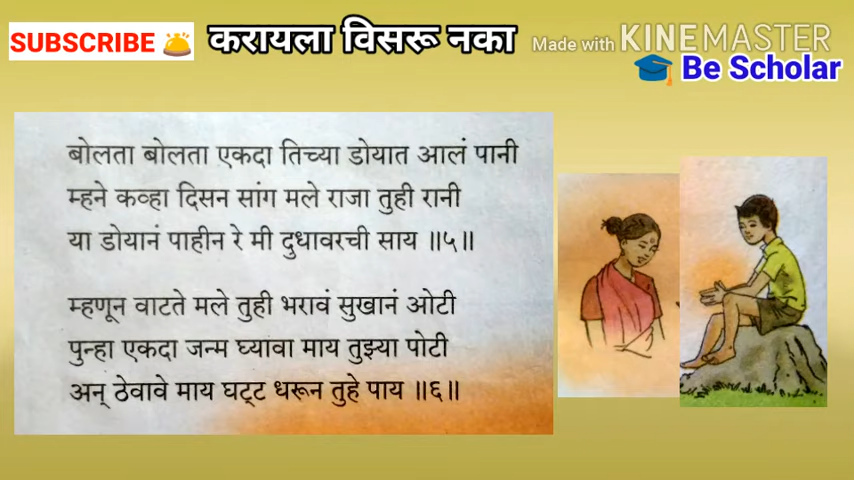 SUBSCRIBE करायला विसरू नका
Made with KINEMASTER
Be Scholar
बोलता बोलता एकदा तिच्या डोयात आलं पानी
म्हने कव्हा दिसन सांग मले राजा तुही रानी
या डोयानं पाहीन रे मी दुधावरची साय ॥५॥
म्हणून वाटते मले तुही भरावं सुखानं ओटी
पुन्हा एकदा जन्म घ्यावा माय तुझ्या पोटी
अन् ठेवावे माय घट्ट धरून तुहे पाय ॥६॥